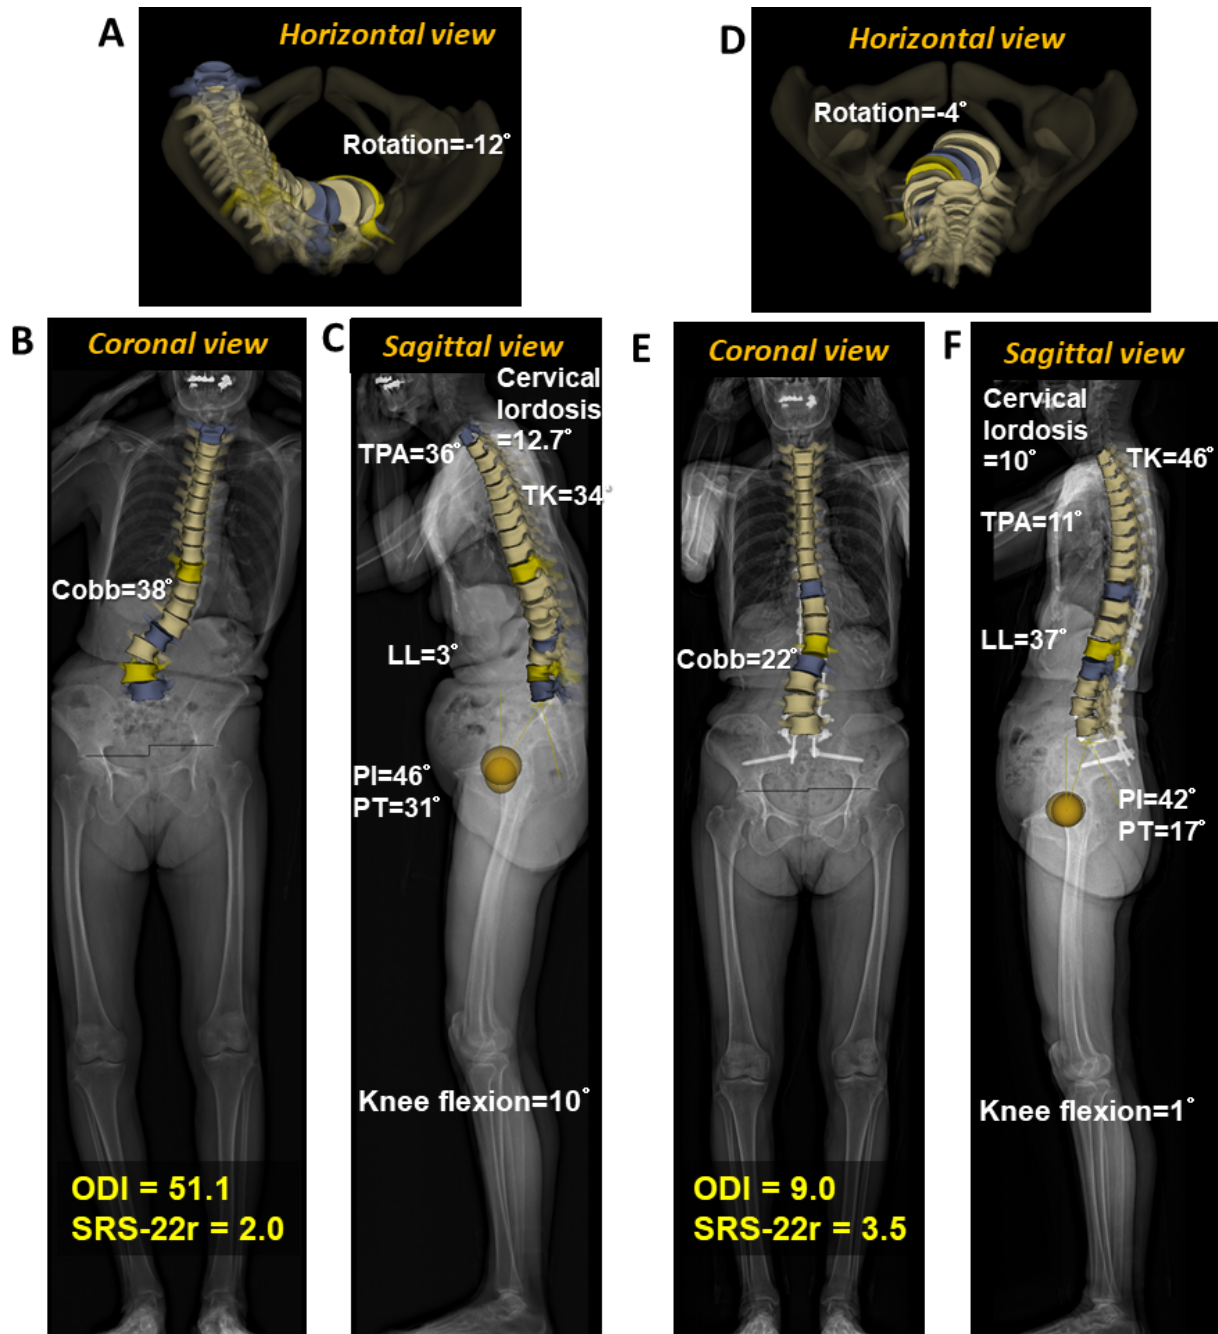 A
Horizontal view
Rotation=-12°
D
Horizontal view
Rotation=-4°
B
Coronal view
Cobb=38°
ODI = 51.1
SRS-22r = 2.0
C
Sagittal view
Cervical
lordosis
=12.7°
TPA=36°
TK=34°
LL=3°
PI=46°
PT=31°
Knee flexion=10°
E
Coronal view
Cobb=22°
ODI = 9.0
SRS-22r = 3.5
F
Sagittal view
Cervical
lordosis
=10°
TK=46°
TPA=11°
LL=37°
PI=42°
PT=17°
Knee flexion=1°